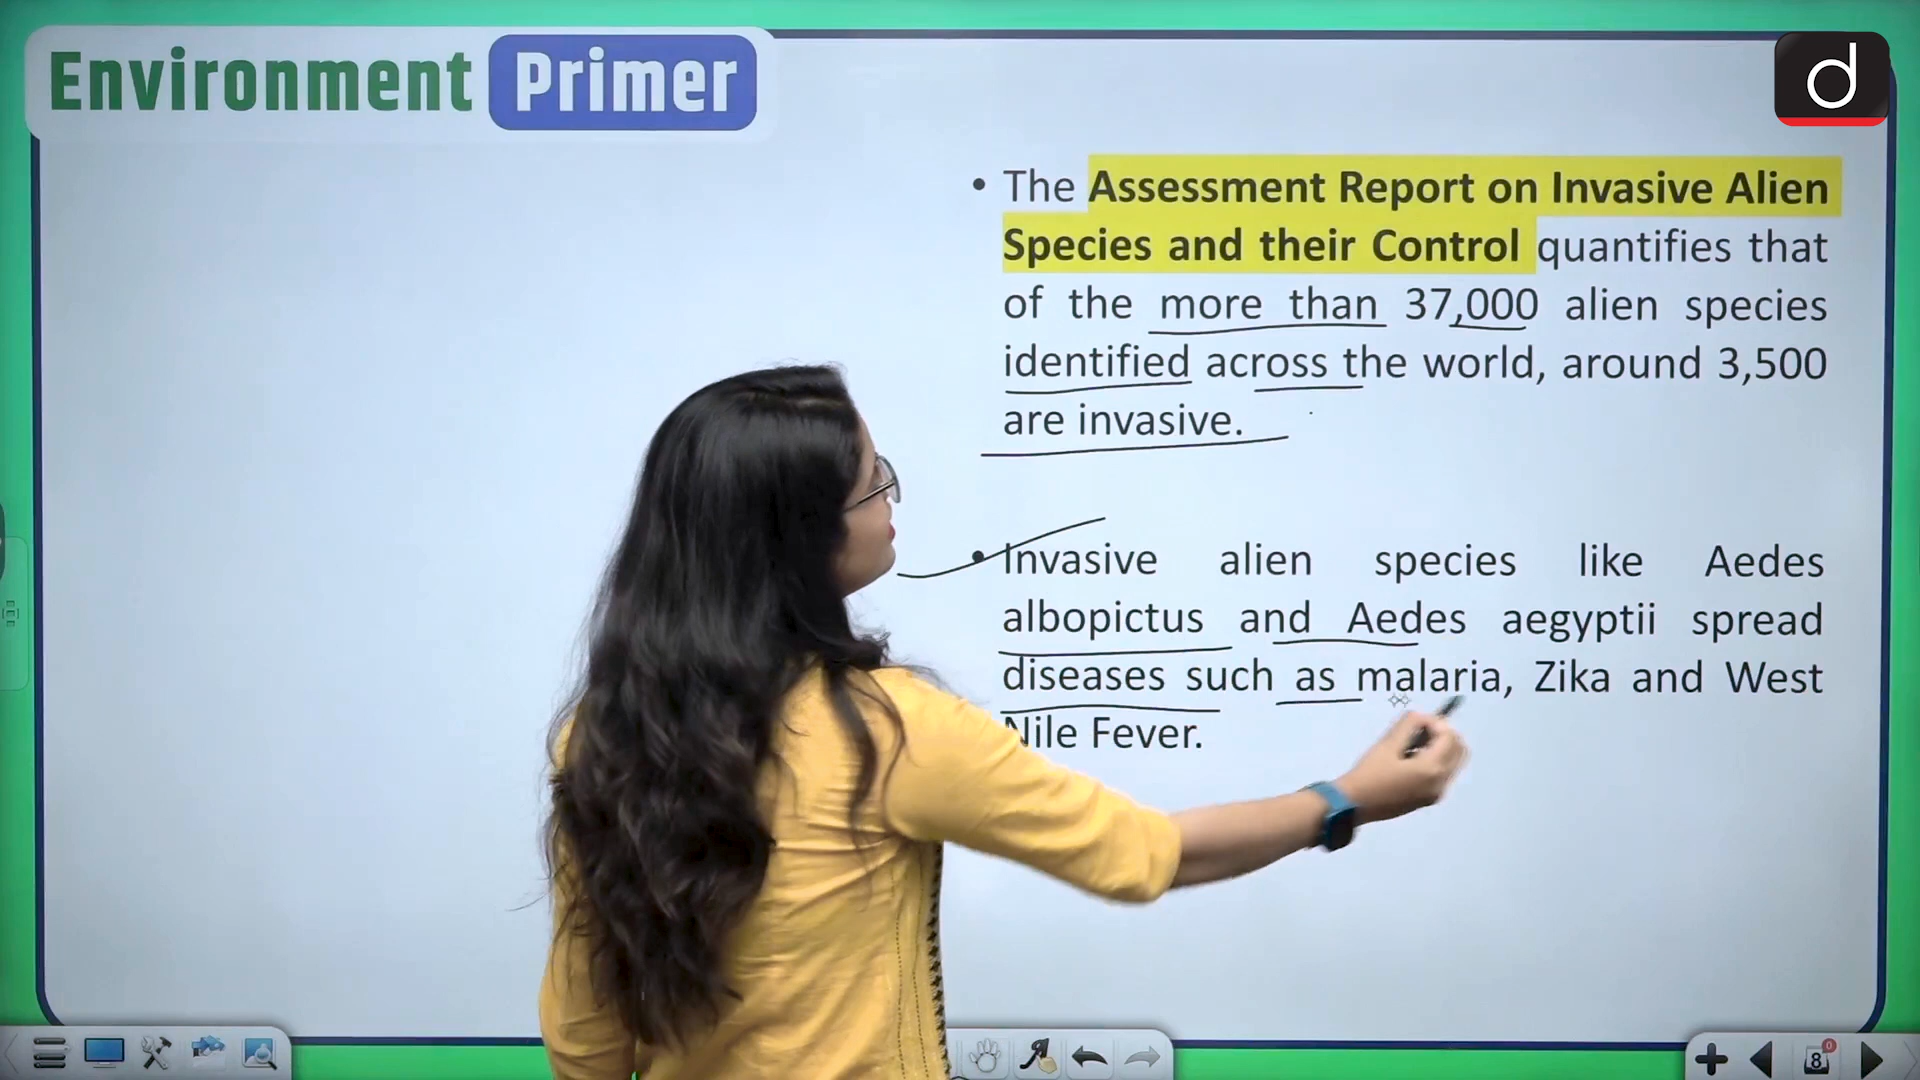 Environment Primer
d
• The Assessment Report on Invasive Alien
Species and their Control quantifies that
of the more than 37,000 alien species
identified across the world, around 3,500
are invasive.
• Invasive alien species like Aedes
albopictus and Aedes aegyptii spread
diseases such as malaria, Zika and West
Nile Fever.
8
0